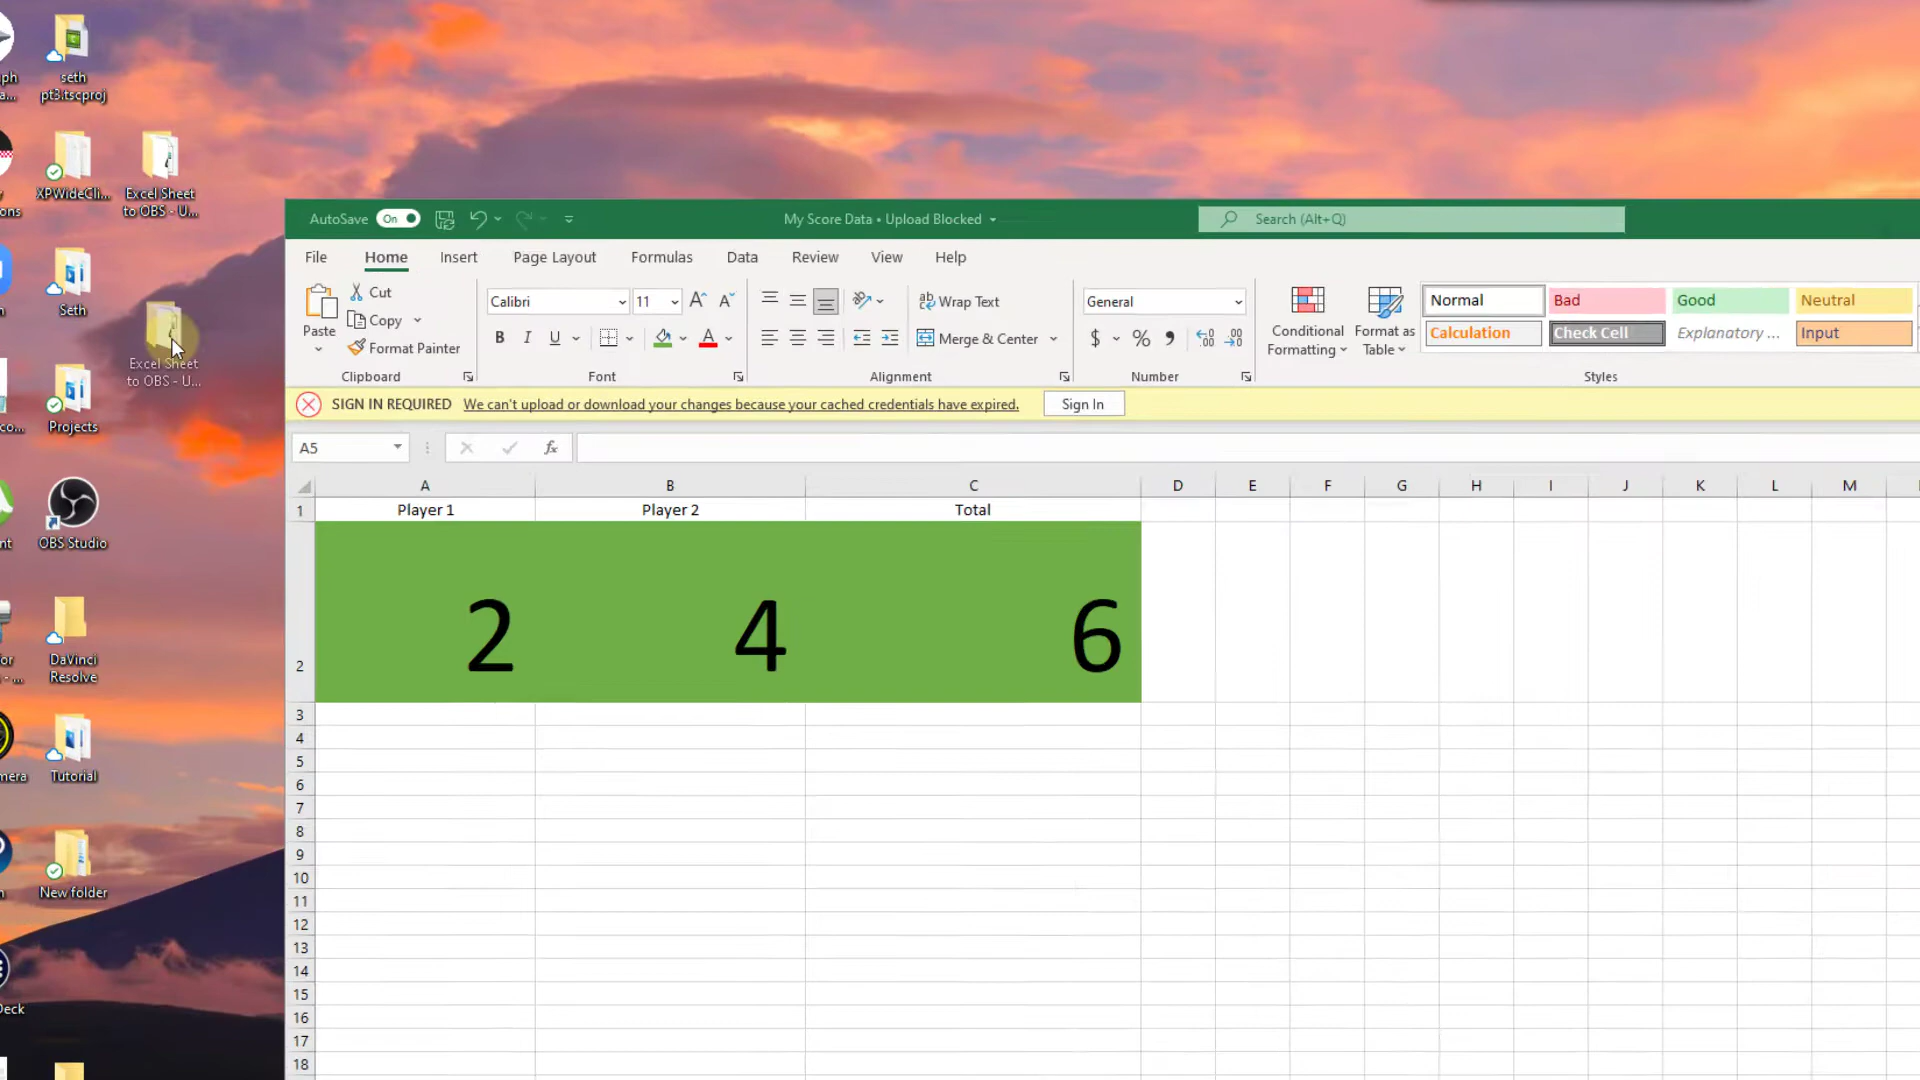 seth
pt3.tscproj
XPWideCli...
Excel Sheet
to OBS - U...
Seth
Excel Sheet
to OBS - U...
Projects
OBS Studio
DaVinci
Resolve
Tutorial
New folder
AutoSave On My Score Data • Upload Blocked Search (Alt+Q)
File Home Insert Page Layout Formulas Data Review View Help
Paste
Cut
Copy
Format Painter
Clipboard
Calibri 11
B I U A
Font
Wrap Text
Merge & Center
Alignment
General
$ % 9
Number
Conditional
Formatting
Format as
Table
Normal Bad Good Neutral
Calculation Check Cell Explanatory ... Input
Styles
SIGN IN REQUIRED We can't upload or download your changes because your cached credentials have expired. Sign In
A5 fx
A B C D E F G H I J K L M
1 Player 1 Player 2 Total
2 2 4 6
3
4
5
6
7
8
9
10
11
12
13
14
15
16
17
18